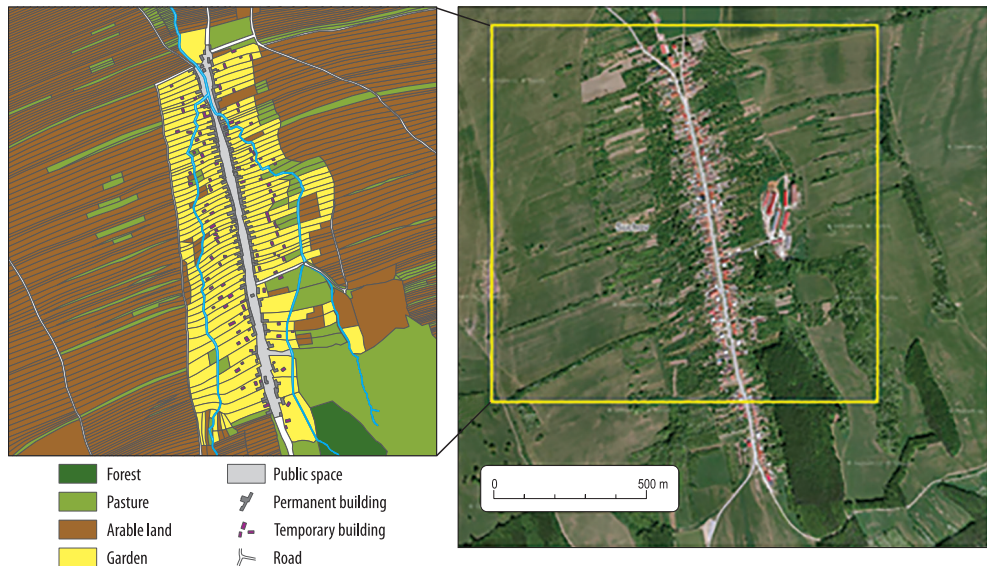 Forest
Pasture
Arable land
Garden
Public space
Permanent building
Temporary building
Road
0
500 m